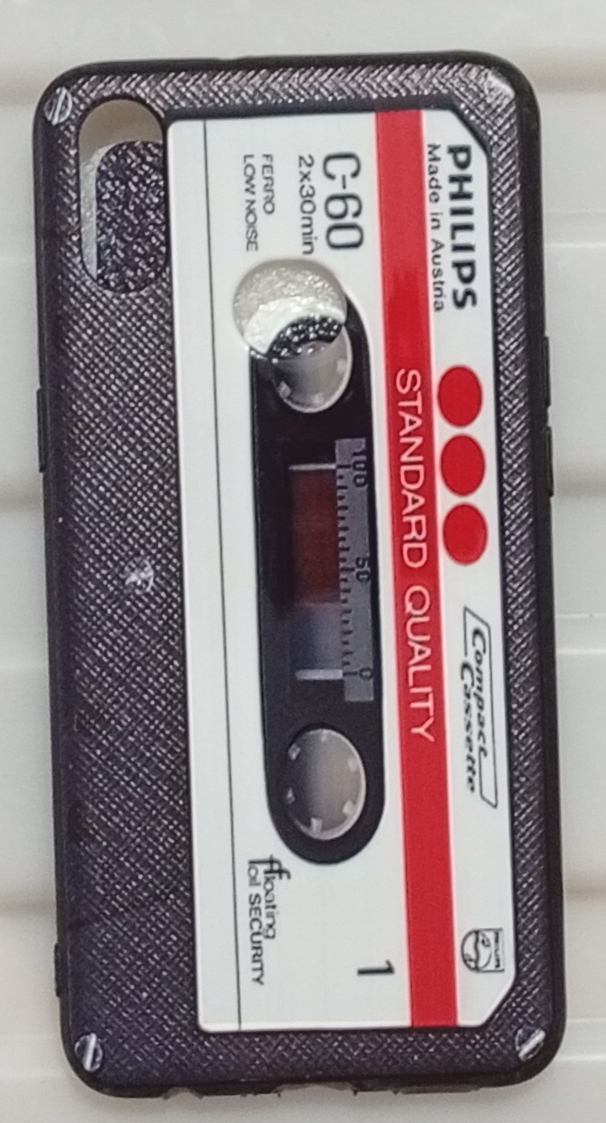 PHILIPS
Made in Austria
Compact
Cassette
STANDARD QUALITY
C-60
2x30min
FERRO
LOW NOISE
100
50
0
1
floating
foil SECURITY